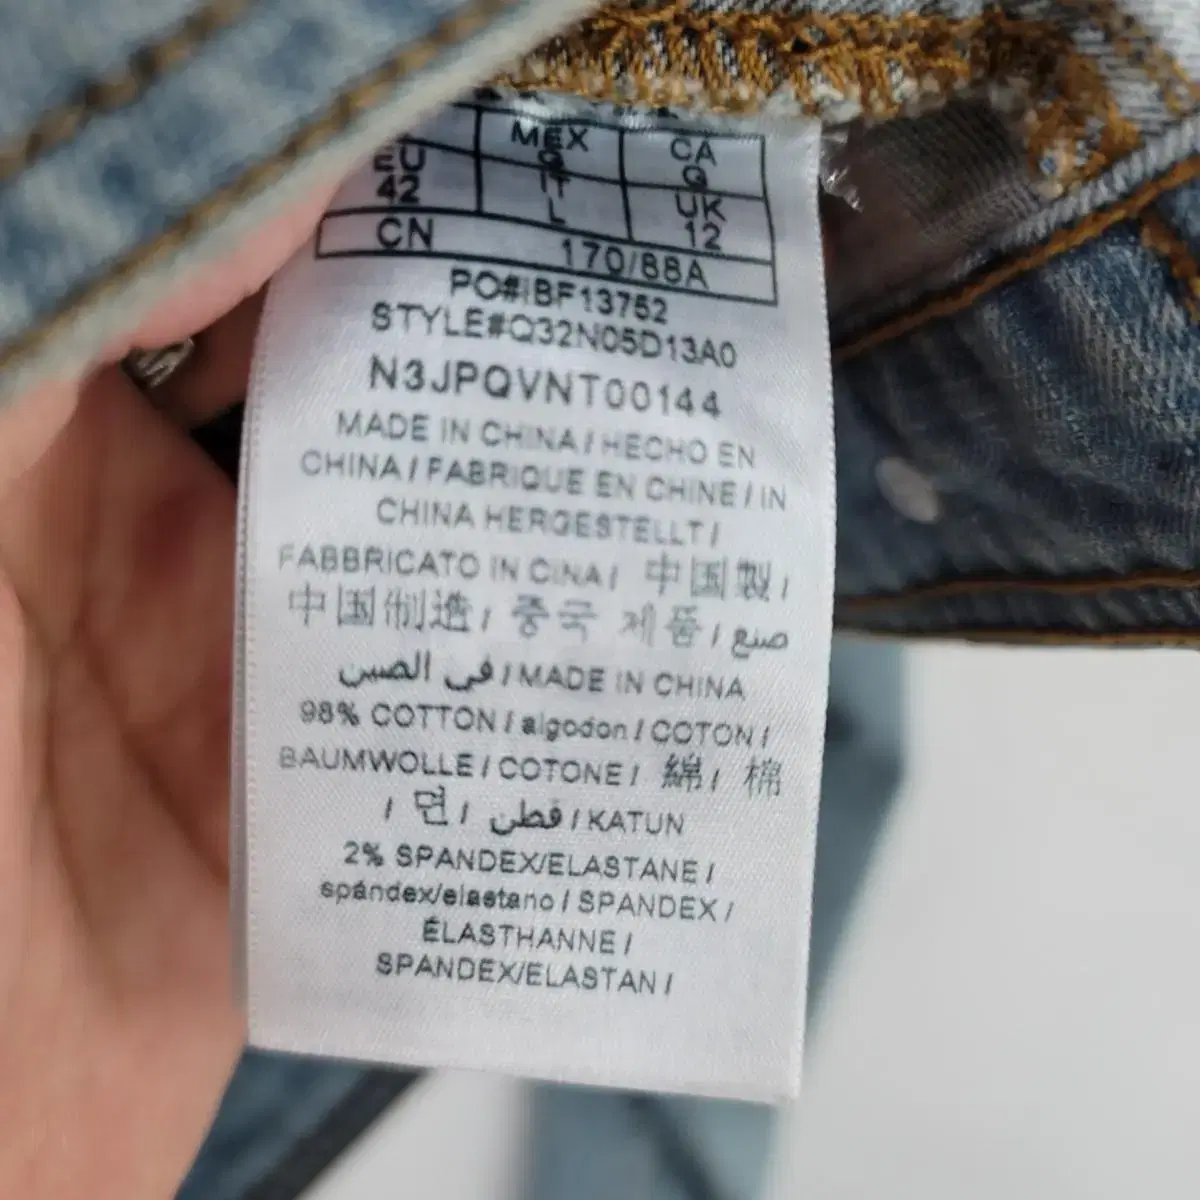 MEX CA
G G
EU IT UK
42 L 12
CN 170/88A
PO#IBF13752
STYLE#Q32N05D13A0
N3JPQVNT00144
MADE IN CHINA / HECHO EN
CHINA / FABRIQUE EN CHINE / IN
CHINA HERGESTELLT /
FABBRICATO IN CINA / 中国製 /
中国制造 / 중국 제품 / صنع
في الصين / MADE IN CHINA
98% COTTON / algodon / COTON /
BAUMWOLLE / COTONE / 綿 / 棉
/ 면 / قطن / KATUN
2% SPANDEX/ELASTANE /
spándex/elastano / SPANDEX /
ÉLASTHANNE /
SPANDEX/ELASTAN /